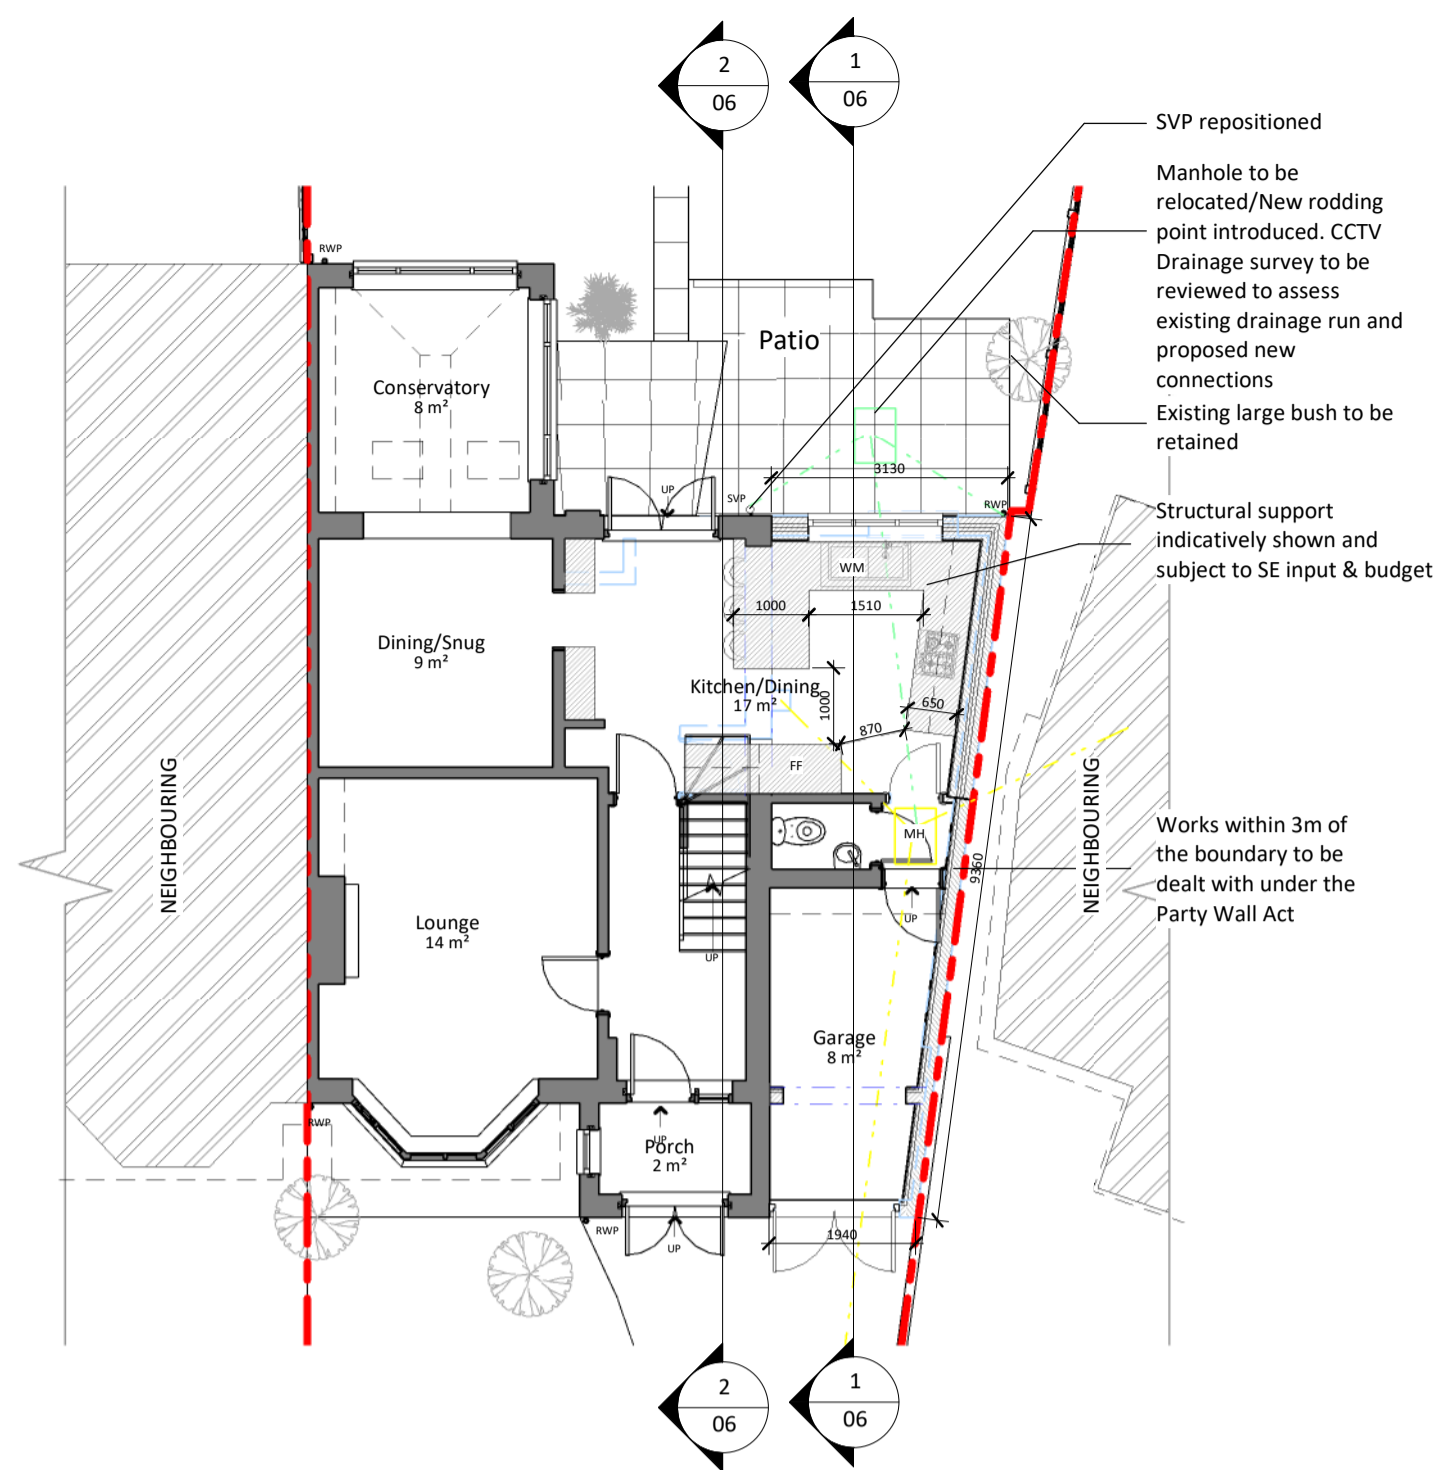 2
06
1
06
SVP repositioned
Manhole to be
relocated/New rodding
point introduced. CCTV
Drainage survey to be
reviewed to assess
existing drainage run and
proposed new
connections
Existing large bush to be
retained
Structural support
indicatively shown and
subject to SE input & budget
Works within 3m of
the boundary to be
dealt with under the
Party Wall Act
RWP
Patio
Conservatory
8 m²
3130
UP
SVP
RWP
WM
1000
1510
Dining/Snug
9 m²
Kitchen/Dining
17 m²
1000
650
870
FF
NEIGHBOURING
NEIGHBOURING
MH
9360
Lounge
14 m²
UP
UP
Garage
8 m²
RWP
UP
Porch
2 m²
RWP
UP
1940
2
06
1
06